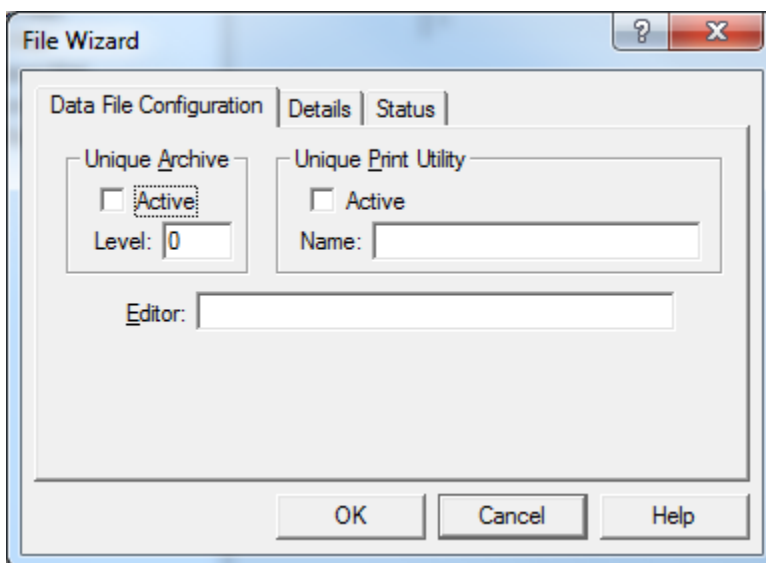 File Wizard
Data File Configuration Details Status
Unique Archive Unique Print Utility
Active Active
Level: 0 Name:
Editor:
OK Cancel Help